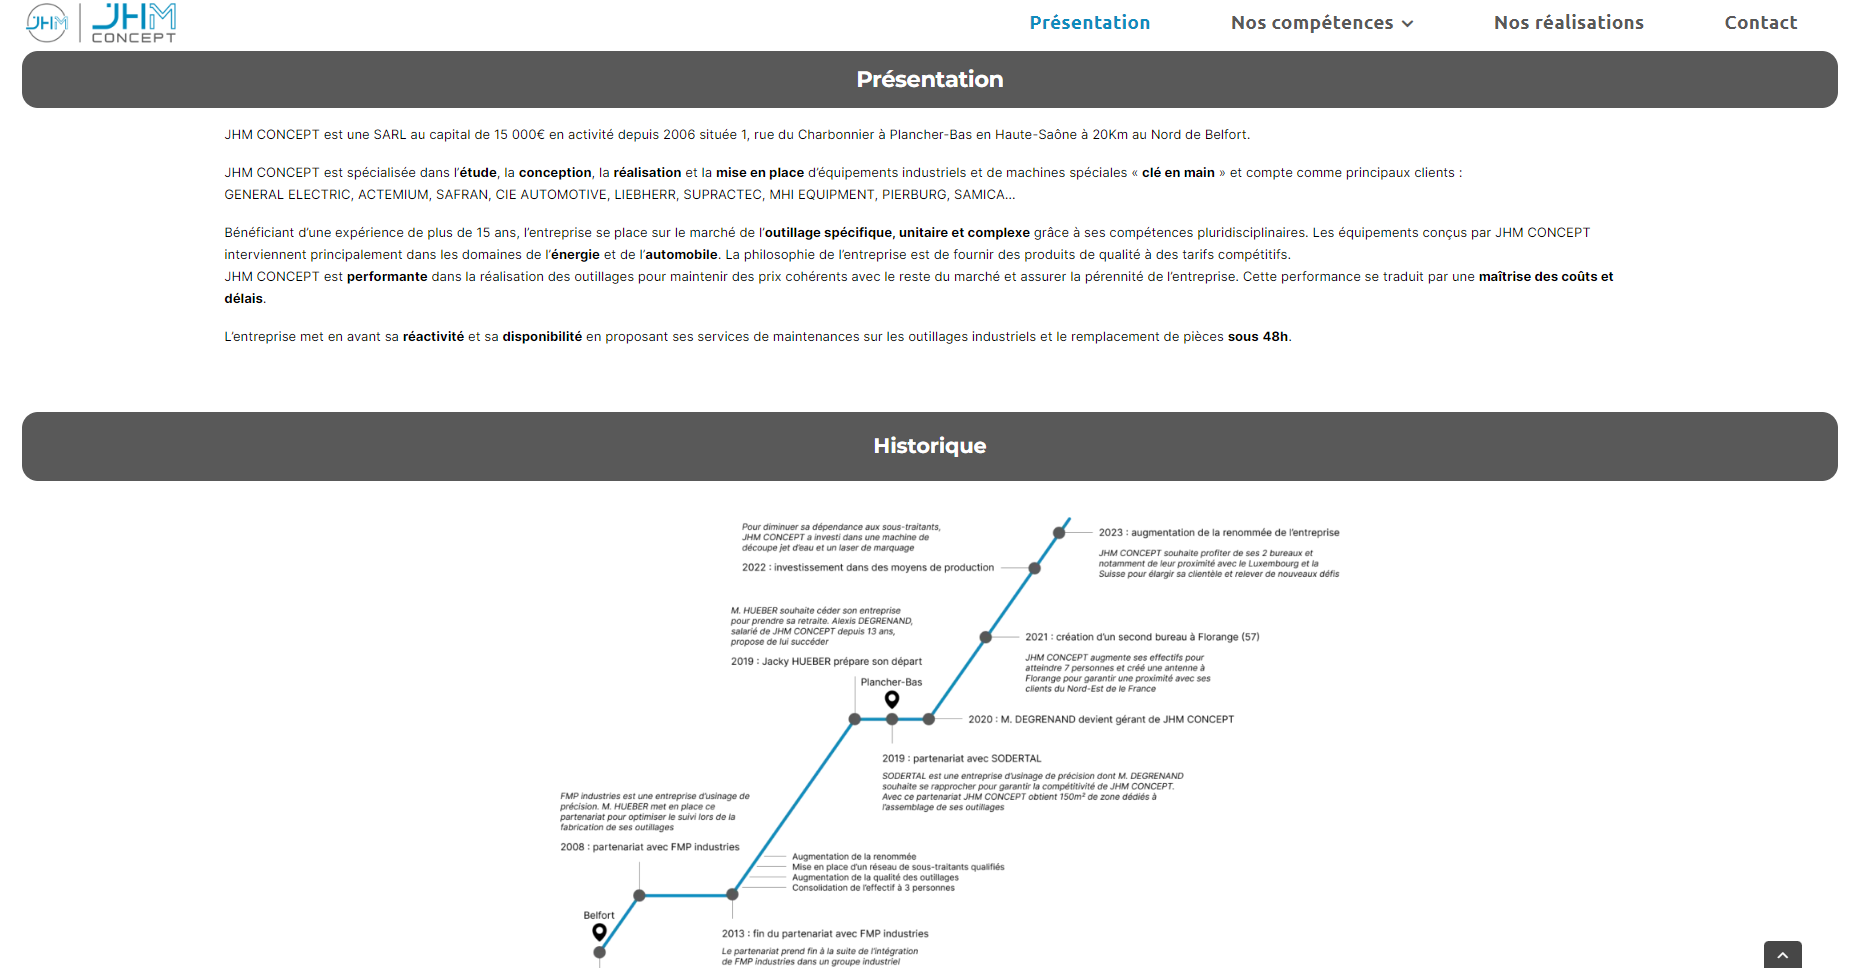 JHM
JHM
CONCEPT
Présentation
Nos compétences
Nos réalisations
Contact
Présentation
JHM CONCEPT est une SARL au capital de 15 000€ en activité depuis 2006 située 1, rue du Charbonnier à Plancher-Bas en Haute-Saône à 20Km au Nord de Belfort.
JHM CONCEPT est spécialisée dans l’étude, la conception, la réalisation et la mise en place d’équipements industriels et de machines spéciales « clé en main » et compte comme principaux clients :
GENERAL ELECTRIC, ACTEMIUM, SAFRAN, CIE AUTOMOTIVE, LIEBHERR, SUPRACTEC, MHI EQUIPMENT, PIERBURG, SAMICA…
Bénéficiant d’une expérience de plus de 15 ans, l’entreprise se place sur le marché de l’outillage spécifique, unitaire et complexe grâce à ses compétences pluridisciplinaires. Les équipements conçus par JHM CONCEPT
interviennent principalement dans les domaines de l’énergie et de l’automobile. La philosophie de l’entreprise est de fournir des produits de qualité à des tarifs compétitifs.
JHM CONCEPT est performante dans la réalisation des outillages pour maintenir des prix cohérents avec le reste du marché et assurer la pérennité de l’entreprise. Cette performance se traduit par une maîtrise des coûts et
délais.
L’entreprise met en avant sa réactivité et sa disponibilité en proposant ses services de maintenances sur les outillages industriels et le remplacement de pièces sous 48h.
Historique
Pour diminuer sa dépendance aux sous-traitants,
JHM CONCEPT a investi dans une machine de
découpe jet d’eau et un laser de marquage
2022 : investissement dans des moyens de production
2023 : augmentation de la renommée de l’entreprise
JHM CONCEPT souhaite profiter de ses 2 bureaux et
notamment de leur proximité avec le Luxembourg et la
Suisse pour élargir sa clientèle et relever de nouveaux défis
M. HUEBER souhaite céder son entreprise
pour prendre sa retraite. Alexis DEGRENAND,
salarié de JHM CONCEPT depuis 13 ans,
propose de lui succéder
2019 : Jacky HUEBER prépare son départ
2021 : création d’un second bureau à Florange (57)
JHM CONCEPT augmente ses effectifs pour
atteindre 7 personnes et créé une antenne à
Florange pour garantir une proximité avec ses
clients du Nord-Est de le France
Plancher-Bas
2020 : M. DEGRENAND devient gérant de JHM CONCEPT
2019 : partenariat avec SODERTAL
SODERTAL est une entreprise d’usinage de précision dont M. DEGRENAND
souhaite se rapprocher pour garantir la compétitivité de JHM CONCEPT.
Avec ce partenariat JHM CONCEPT obtient 150m² de zone dédiés à
l’assemblage de ses outillages
FMP industries est une entreprise d’usinage de
précision. M. HUEBER met en place ce
partenariat pour optimiser le suivi lors de la
fabrication de ses outillages
2008 : partenariat avec FMP industries
Augmentation de la renommée
Mise en place d’un réseau de sous-traitants qualifiés
Augmentation de la qualité des outillages
Consolidation de l’effectif à 3 personnes
Belfort
2013 : fin du partenariat avec FMP industries
Le partenariat prend fin à la suite de l’intégration
de FMP industries dans un groupe industriel